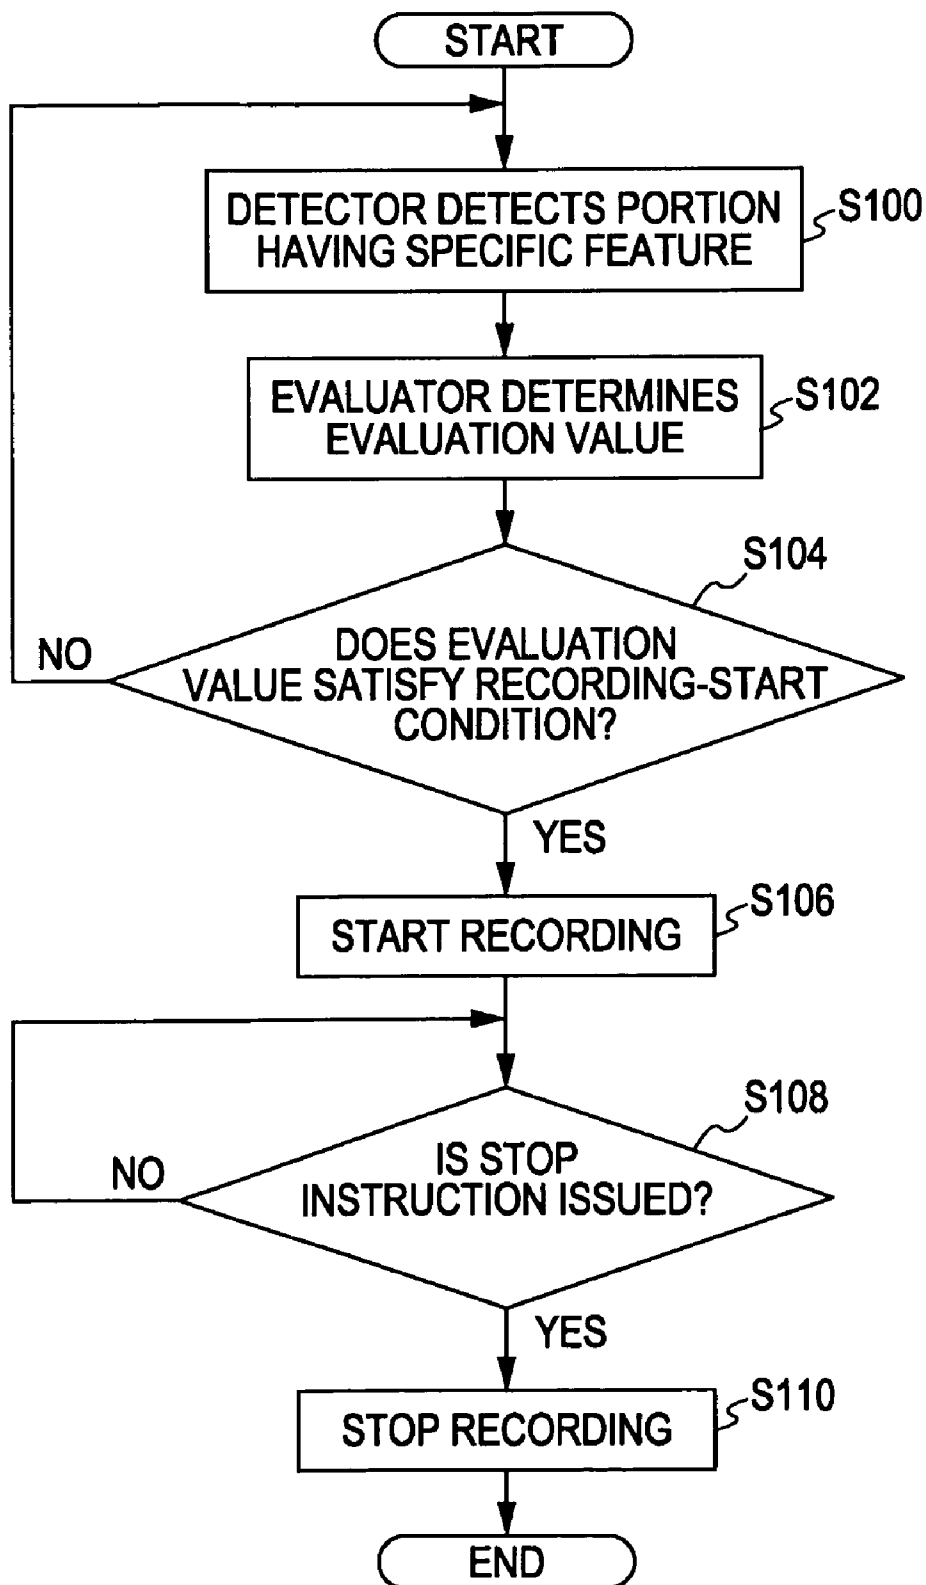 START
DETECTOR DETECTS PORTION
HAVING SPECIFIC FEATURE
S100
EVALUATOR DETERMINES
EVALUATION VALUE
S102
S104
DOES EVALUATION
VALUE SATISFY RECORDING-START
CONDITION?
NO
YES
S106
START RECORDING
S108
IS STOP
INSTRUCTION ISSUED?
NO
YES
S110
STOP RECORDING
END